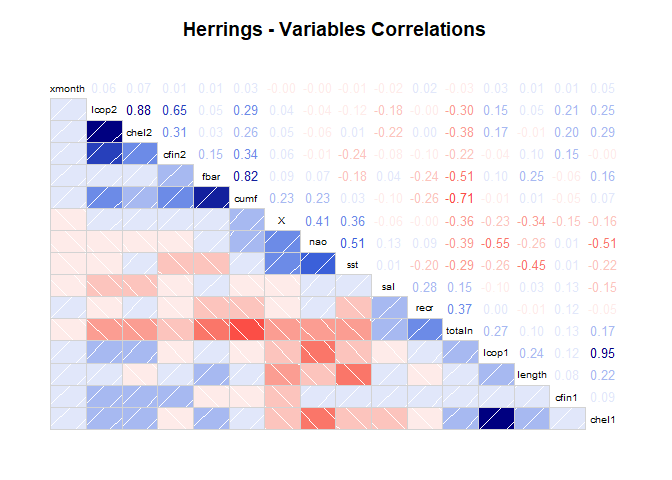 Herrings - Variables Correlations
xmonth 0.06 0.07 0.01 0.01 0.03 -0.00 -0.00 -0.01 -0.02 0.02 -0.03 0.03 0.01 0.01 0.05
lcop2 0.88 0.65 0.05 0.29 0.04 -0.04 -0.12 -0.18 -0.00 -0.30 0.15 0.05 0.21 0.25
chel2 0.31 0.03 0.26 0.05 -0.06 0.01 -0.22 -0.03 -0.38 0.17 -0.01 0.20 0.29
cfin2 0.15 0.34 0.06 -0.01 -0.24 -0.08 -0.10 -0.22 -0.04 0.10 0.15 -0.00
fbar 0.82 0.09 0.07 -0.18 0.04 -0.24 -0.51 0.10 0.25 -0.06 0.16
cumf 0.23 0.23 0.03 -0.10 -0.26 -0.71 -0.01 0.01 -0.05 0.05
X 0.41 0.36 -0.06 -0.00 -0.36 -0.23 -0.34 -0.15 -0.16
nao 0.51 0.13 0.09 -0.39 -0.55 -0.26 0.01 -0.51
sst 0.01 -0.20 -0.29 -0.26 -0.45 0.01 -0.22
sal 0.28 0.15 -0.10 0.03 0.13 -0.15
recr 0.37 0.00 -0.01 0.12 -0.05
totaln 0.27 0.10 0.13 0.17
lcop1 0.24 0.12 0.95
length 0.08 0.22
cfin1 0.09
chel1